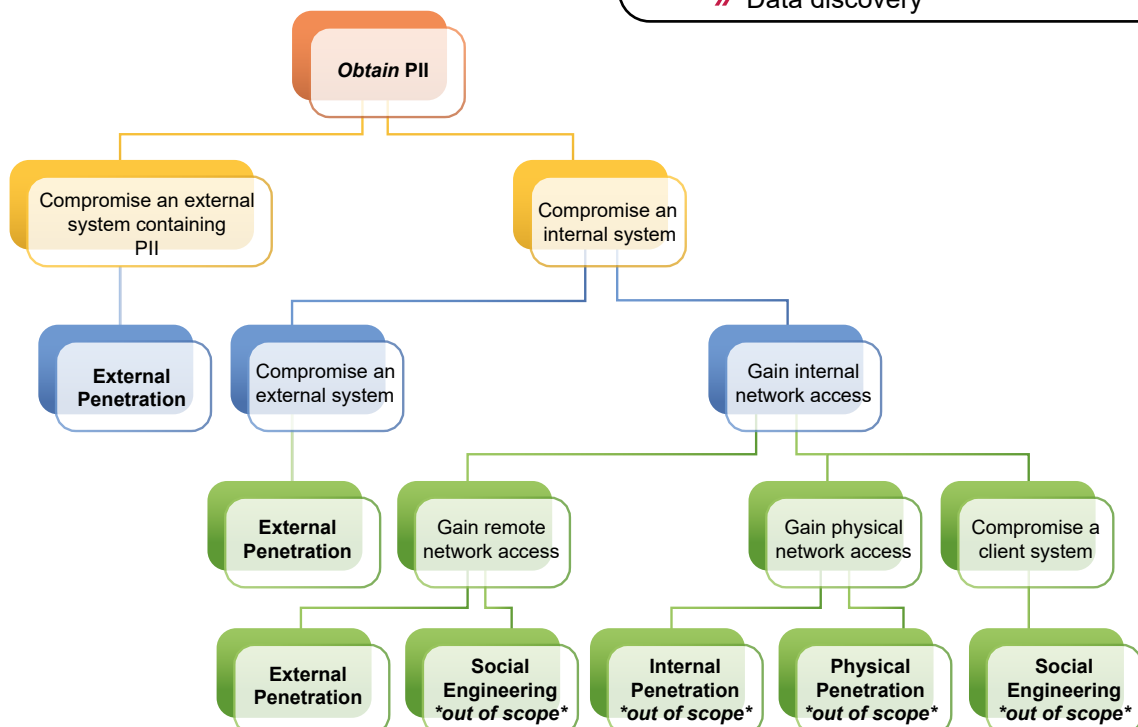 » Data discovery
Obtain PII
Compromise an external
system containing
PII
Compromise an
internal system
External
Penetration
Compromise an
external system
Gain internal
network access
External
Penetration
Gain remote
network access
Gain physical
network access
Compromise a
client system
External
Penetration
Social
Engineering
*out of scope*
Internal
Penetration
*out of scope*
Physical
Penetration
*out of scope*
Social
Engineering
*out of scope*